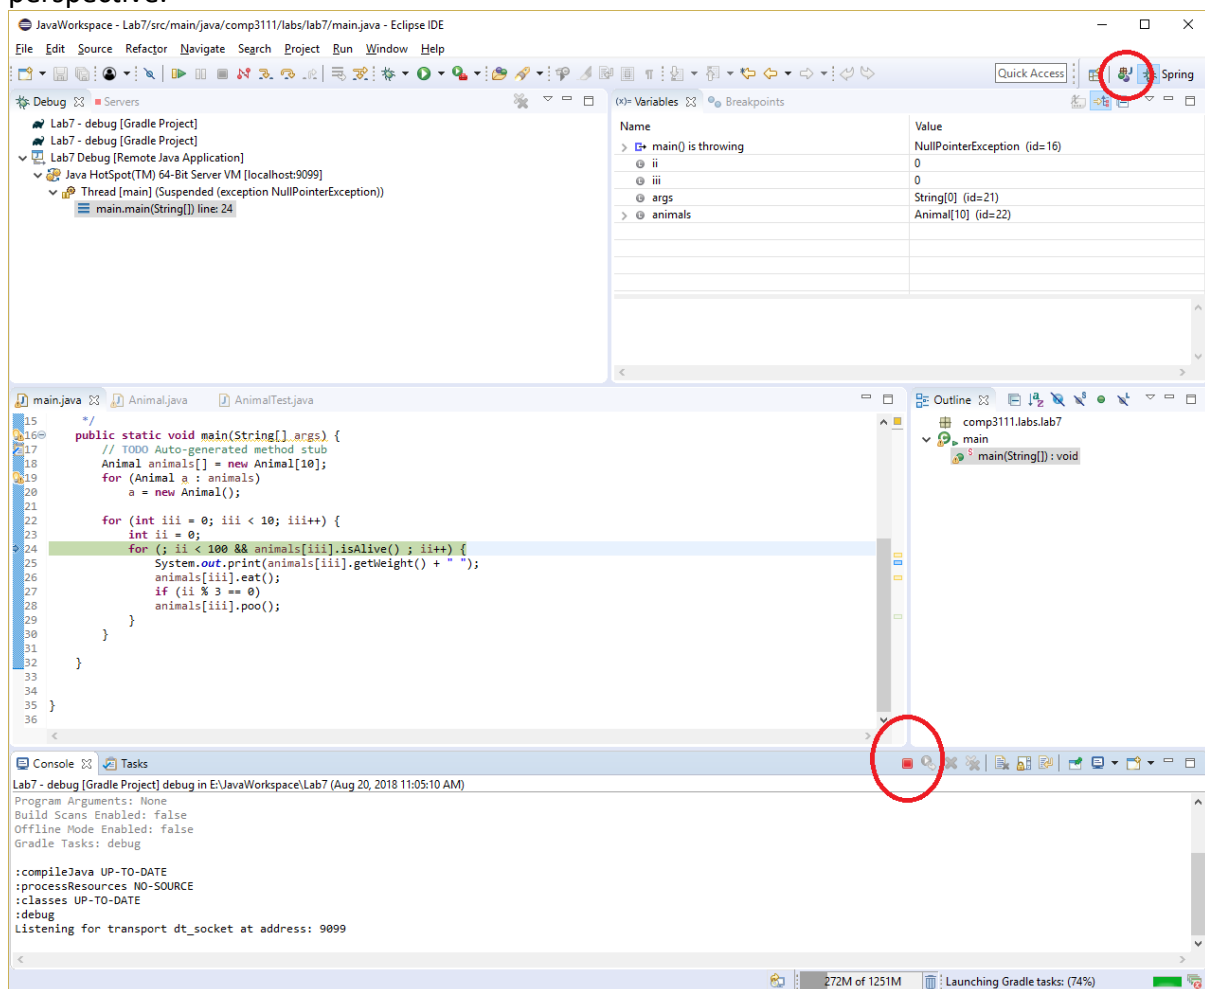 perspective.
JavaWorkspace - Lab7/src/main/java/comp3111/labs/lab7/main.java - Eclipse IDE
File Edit Source Refactor Navigate Search Project Run Window Help
Quick Access
Spring
Debug
Servers
Lab7 - debug [Gradle Project]
Lab7 - debug [Gradle Project]
Lab7 Debug [Remote Java Application]
Java HotSpot(TM) 64-Bit Server VM [localhost:9099]
Thread [main] (Suspended (exception NullPointerException))
main.main(String[]) line: 24
(x)= Variables
Breakpoints
Name Value
main() is throwing NullPointerException (id=16)
ii 0
iii 0
args String[0] (id=21)
animals Animal[10] (id=22)
main.java
Animal.java
AnimalTest.java
15 */
16 public static void main(String[] args) {
17 // TODO Auto-generated method stub
18 Animal animals[] = new Animal[10];
19 for (Animal a : animals)
20 a = new Animal();
21
22 for (int iii = 0; iii < 10; iii++) {
23 int ii = 0;
24 for (; ii < 100 && animals[iii].isAlive() ; ii++) {
25 System.out.print(animals[iii].getWeight() + " ");
26 animals[iii].eat();
27 if (ii % 3 == 0)
28 animals[iii].poo();
29 }
30 }
31
32 }
33
34
35 }
36
Outline
comp3111.labs.lab7
main
main(String[]) : void
Console
Tasks
Lab7 - debug [Gradle Project] debug in E:\JavaWorkspace\Lab7 (Aug 20, 2018 11:05:10 AM)
Program Arguments: None
Build Scans Enabled: false
Offline Mode Enabled: false
Gradle Tasks: debug
:compileJava UP-TO-DATE
:processResources NO-SOURCE
:classes UP-TO-DATE
:debug
Listening for transport dt_socket at address: 9099
272M of 1251M
Launching Gradle tasks: (74%)